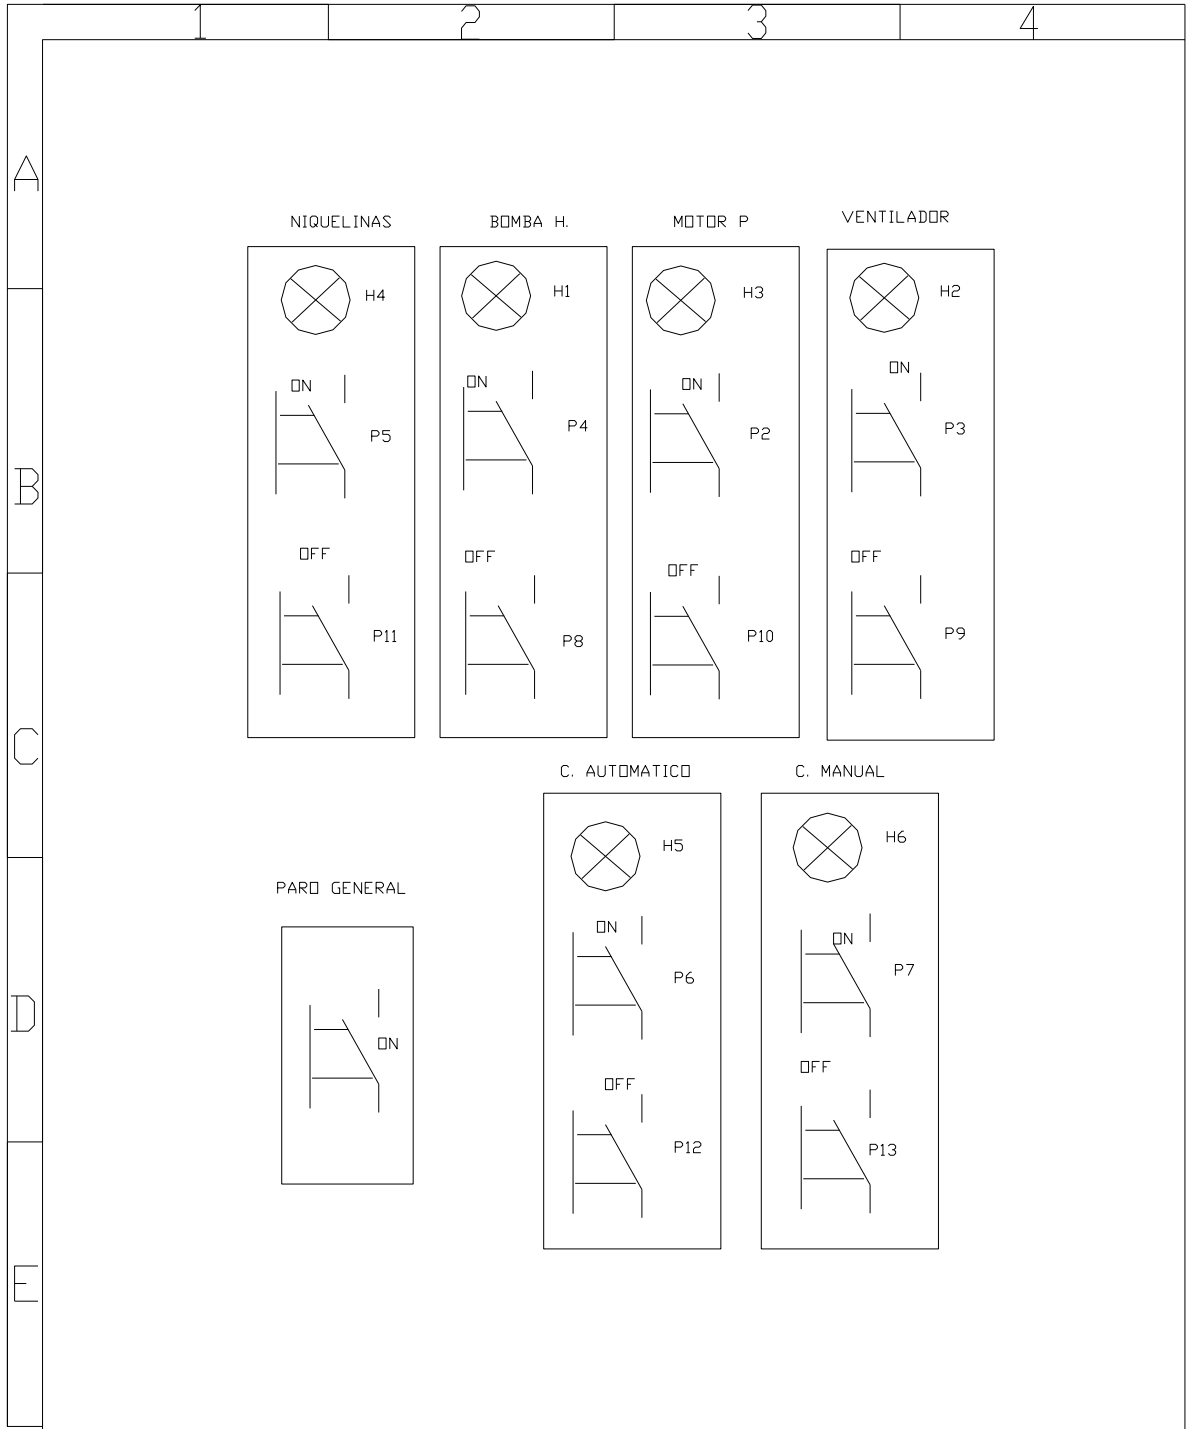 1 2 3 4
A
NIQUELINAS BOMBA H. MOTOR P VENTILADOR
H4 H1 H3 H2
ON ON ON ON
P5 P4 P2 P3
B
OFF OFF OFF OFF
P11 P8 P10 P9
C
C. AUTOMATICO C. MANUAL
H5 H6
PARO GENERAL
ON ON
P6 P7
D
ON
OFF OFF
P12 P13
E